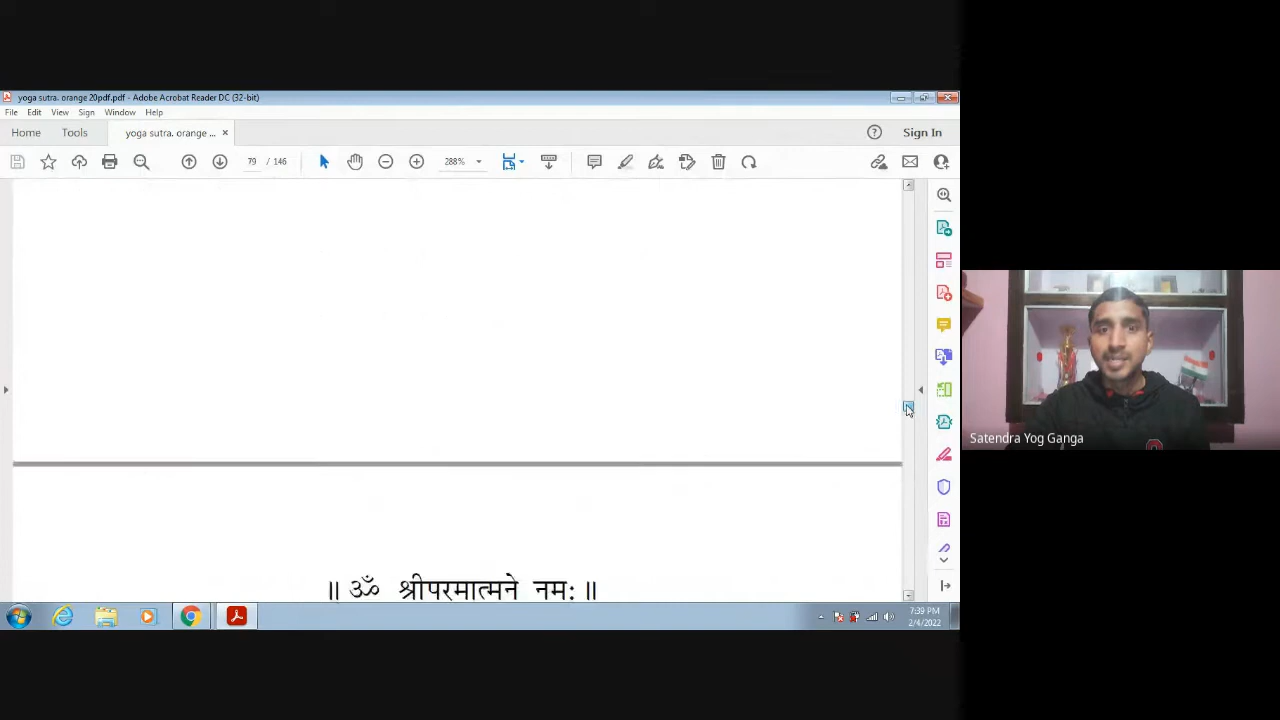 yoga sutra. orange 20pdf.pdf - Adobe Acrobat Reader DC (32-bit)
File Edit View Sign Window Help
Home Tools yoga sutra. orange ... × Sign In
79 / 146 288%
॥ ॐ श्रीपरमात्मने नमः ॥
Satendra Yog Ganga
7:39 PM
2/4/2022